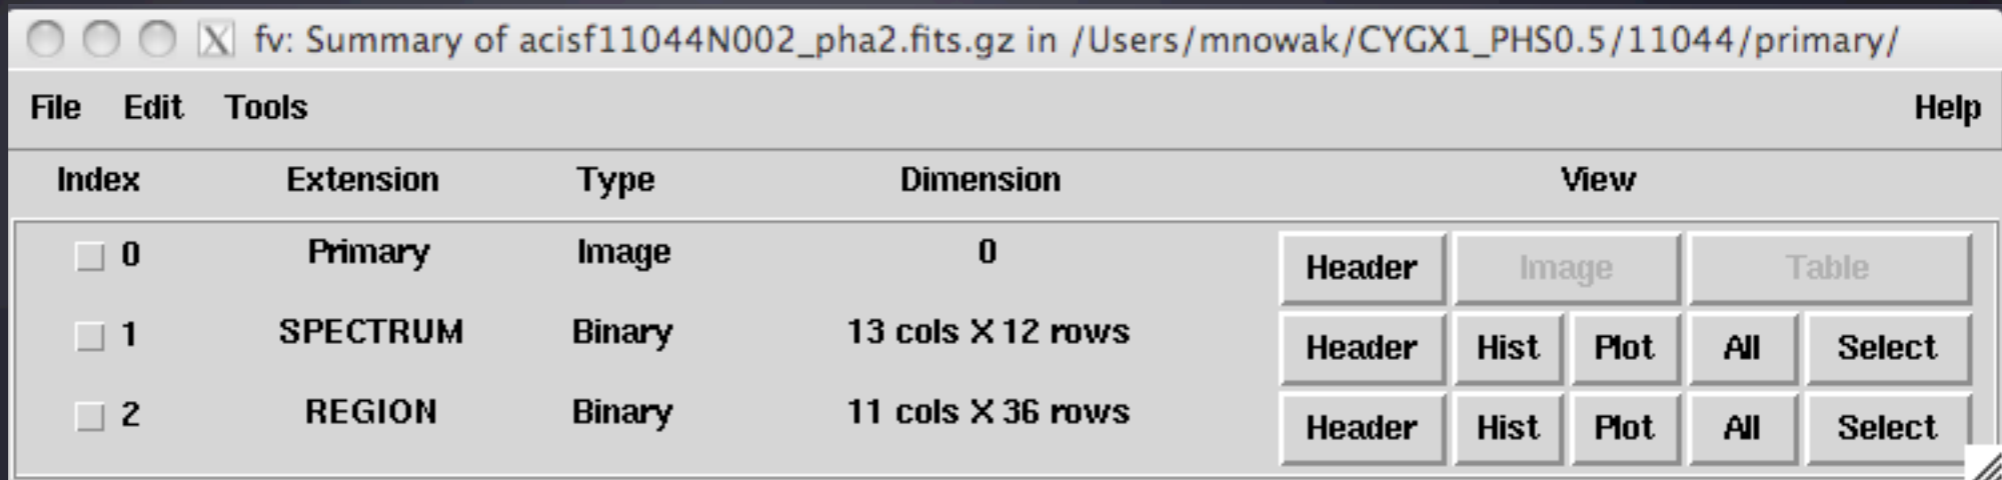 fv: Summary of acisf11044N002_pha2.fits.gz in /Users/mnowak/CYGX1_PHS0.5/11044/primary/
File Edit Tools Help
Index Extension Type Dimension View
0 Primary Image 0 Header Image Table
1 SPECTRUM Binary 13 cols X 12 rows Header Hist Plot All Select
2 REGION Binary 11 cols X 36 rows Header Hist Plot All Select